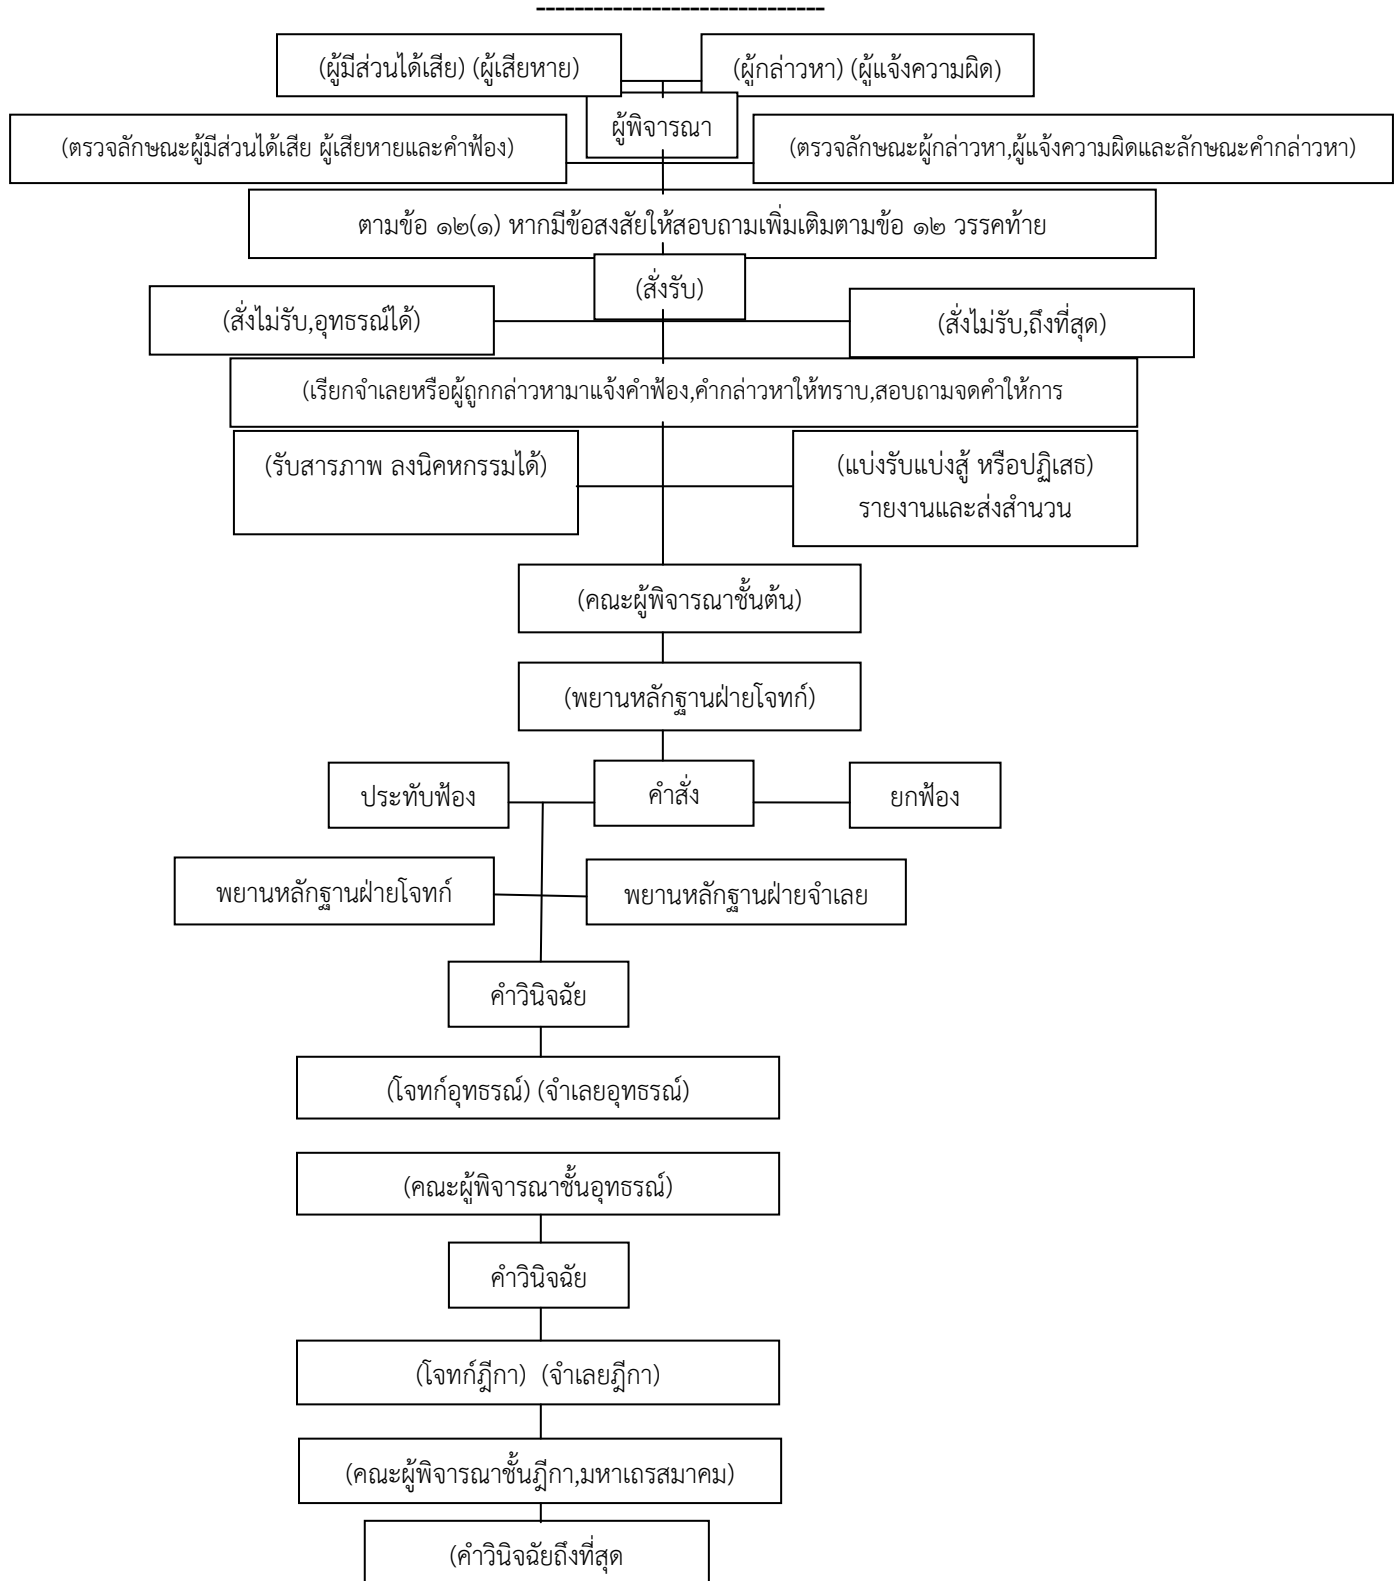 ------------------------------
(ผู้มีส่วนได้เสีย) (ผู้เสียหาย)
(ผู้กล่าวหา) (ผู้แจ้งความผิด)
ผู้พิจารณา
(ตรวจลักษณะผู้มีส่วนได้เสีย ผู้เสียหายและคำฟ้อง)
(ตรวจลักษณะผู้กล่าวหา,ผู้แจ้งความผิดและลักษณะคำกล่าวหา)
ตามข้อ ๑๒(๑) หากมีข้อสงสัยให้สอบถามเพิ่มเติมตามข้อ ๑๒ วรรคท้าย
(สั่งรับ)
(สั่งไม่รับ,อุทธรณ์ได้)
(สั่งไม่รับ,ถึงที่สุด)
(เรียกจำเลยหรือผู้ถูกกล่าวหามาแจ้งคำฟ้อง,คำกล่าวหาให้ทราบ,สอบถามจดคำให้การ
(รับสารภาพ ลงนิคหกรรมได้)
(แบ่งรับแบ่งสู้ หรือปฏิเสธ)
รายงานและส่งสำนวน
(คณะผู้พิจารณาชั้นต้น)
(พยานหลักฐานฝ่ายโจทก์)
ประทับฟ้อง
คำสั่ง
ยกฟ้อง
พยานหลักฐานฝ่ายโจทก์
พยานหลักฐานฝ่ายจำเลย
คำวินิจฉัย
(โจทก์อุทธรณ์) (จำเลยอุทธรณ์)
(คณะผู้พิจารณาชั้นอุทธรณ์)
คำวินิจฉัย
(โจทก์ฎีกา) (จำเลยฎีกา)
(คณะผู้พิจารณาชั้นฎีกา,มหาเถรสมาคม)
(คำวินิจฉัยถึงที่สุด